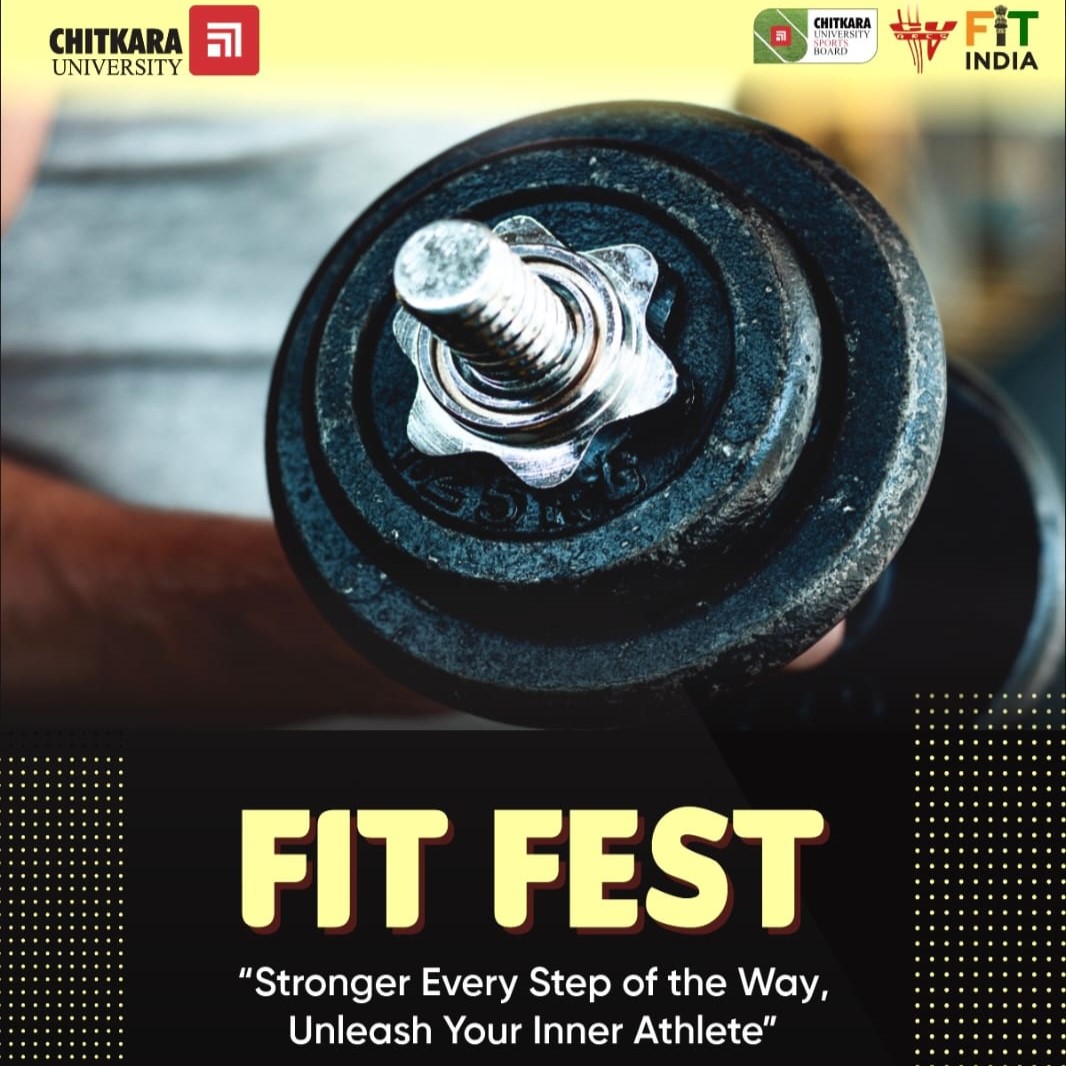 CHITKARA
UNIVERSITY
CHITKARA
UNIVERSITY
SPORTS
BOARD
FIT
INDIA
FIT FEST
“Stronger Every Step of the Way,
Unleash Your Inner Athlete”